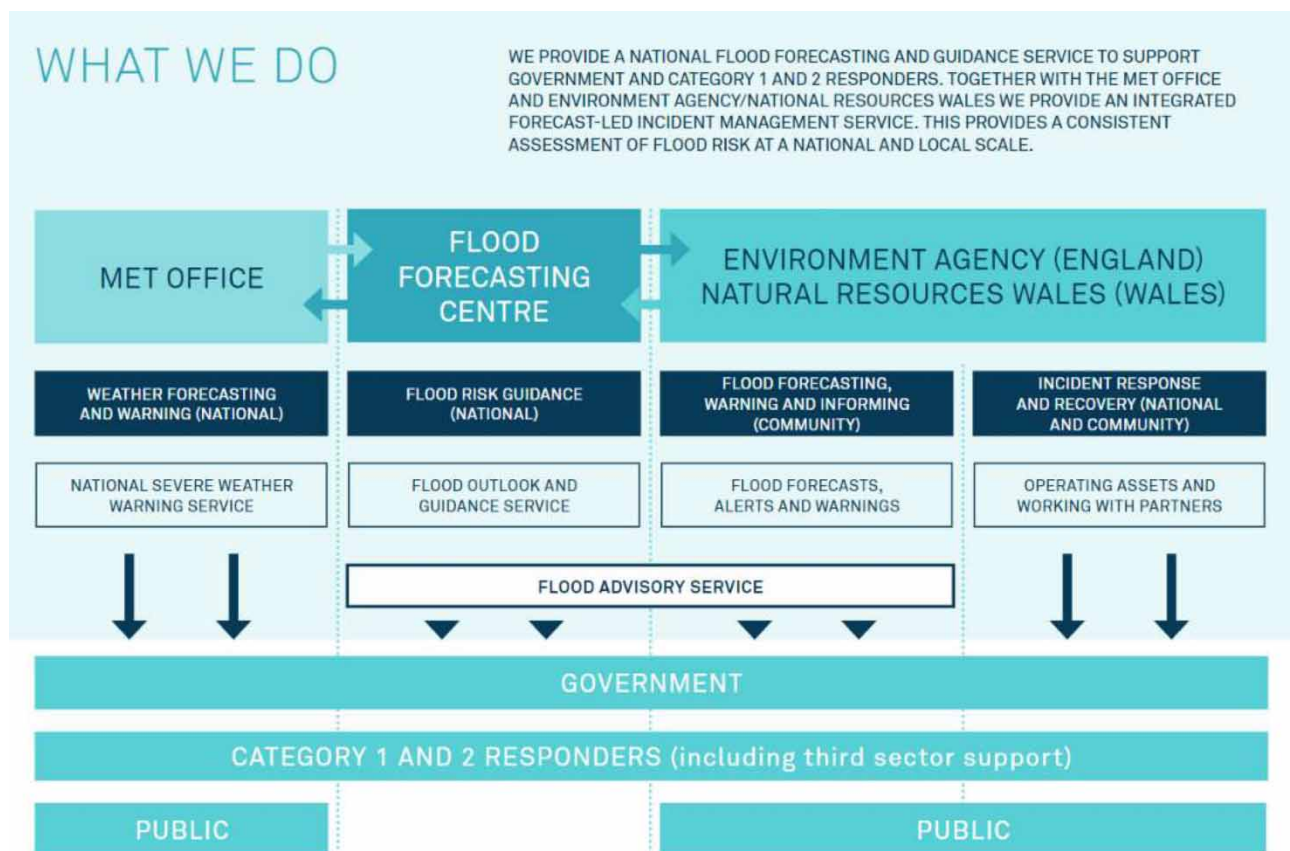 WHAT WE DO
WE PROVIDE A NATIONAL FLOOD FORECASTING AND GUIDANCE SERVICE TO SUPPORT
GOVERNMENT AND CATEGORY 1 AND 2 RESPONDERS. TOGETHER WITH THE MET OFFICE
AND ENVIRONMENT AGENCY/NATIONAL RESOURCES WALES WE PROVIDE AN INTEGRATED
FORECAST-LED INCIDENT MANAGEMENT SERVICE. THIS PROVIDES A CONSISTENT
ASSESSMENT OF FLOOD RISK AT A NATIONAL AND LOCAL SCALE.
MET OFFICE
FLOOD
FORECASTING
CENTRE
ENVIRONMENT AGENCY (ENGLAND)
NATURAL RESOURCES WALES (WALES)
WEATHER FORECASTING
AND WARNING (NATIONAL)
FLOOD RISK GUIDANCE
(NATIONAL)
FLOOD FORECASTING,
WARNING AND INFORMING
(COMMUNITY)
INCIDENT RESPONSE
AND RECOVERY (NATIONAL
AND COMMUNITY)
NATIONAL SEVERE WEATHER
WARNING SERVICE
FLOOD OUTLOOK AND
GUIDANCE SERVICE
FLOOD FORECASTS,
ALERTS AND WARNINGS
OPERATING ASSETS AND
WORKING WITH PARTNERS
FLOOD ADVISORY SERVICE
GOVERNMENT
CATEGORY 1 AND 2 RESPONDERS (including third sector support)
PUBLIC
PUBLIC